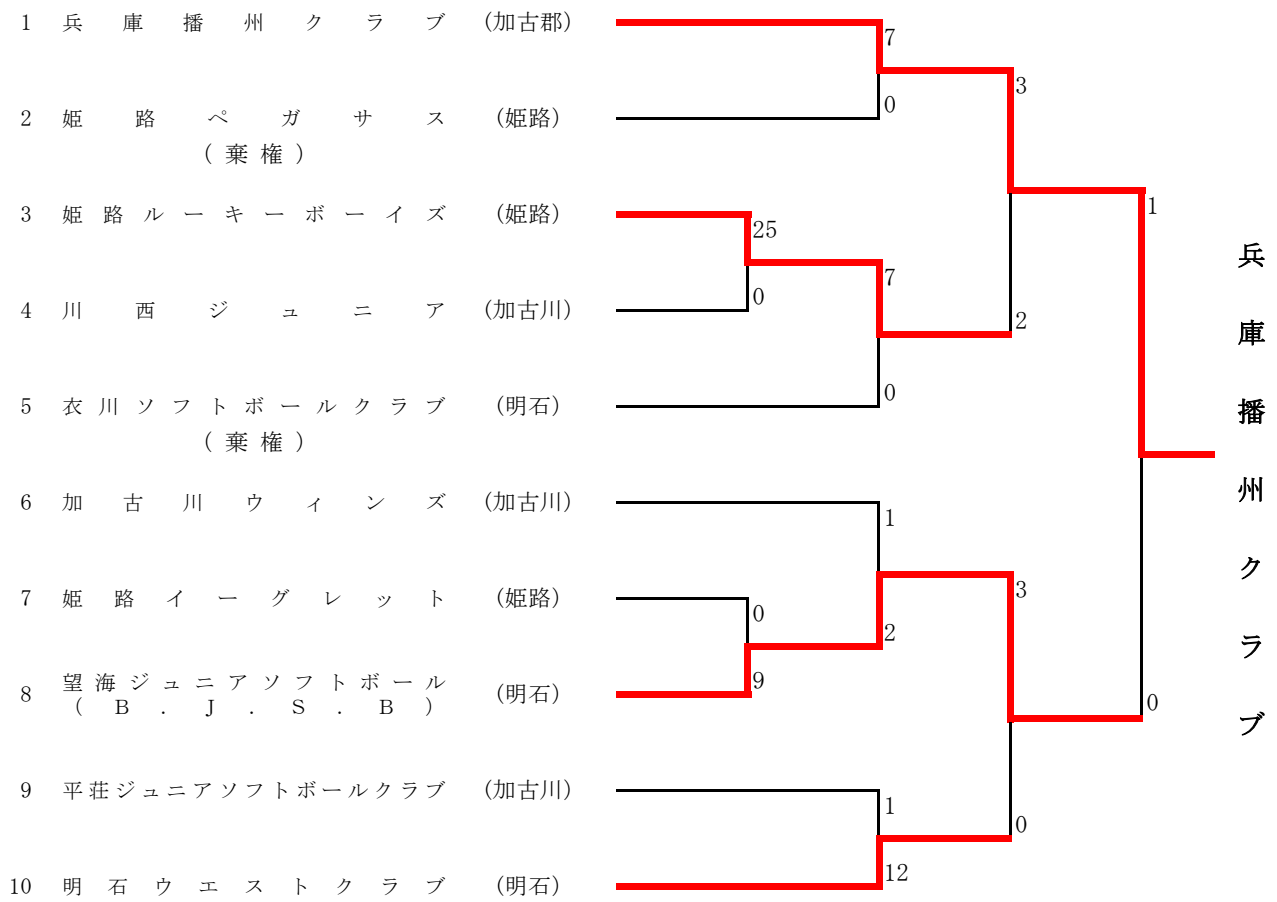 1 兵庫播州クラブ (加古郡)
7
3
0
2 姫路ペガサス (姫路)
(棄権)
3 姫路ルーキーボーイズ (姫路)
25
1
7
0
4 川西ジュニア (加古川)
2
0
5 衣川ソフトボールクラブ (明石)
(棄権)
6 加古川ウィンズ (加古川)
1
3
7 姫路イーグレット (姫路)
0
2
9
8 望海ジュニアソフトボール (明石)
(B.J.S.B)
0
9 平荘ジュニアソフトボールクラブ (加古川)
1
0
12
10 明石ウエストクラブ (明石)
兵庫播州クラブ